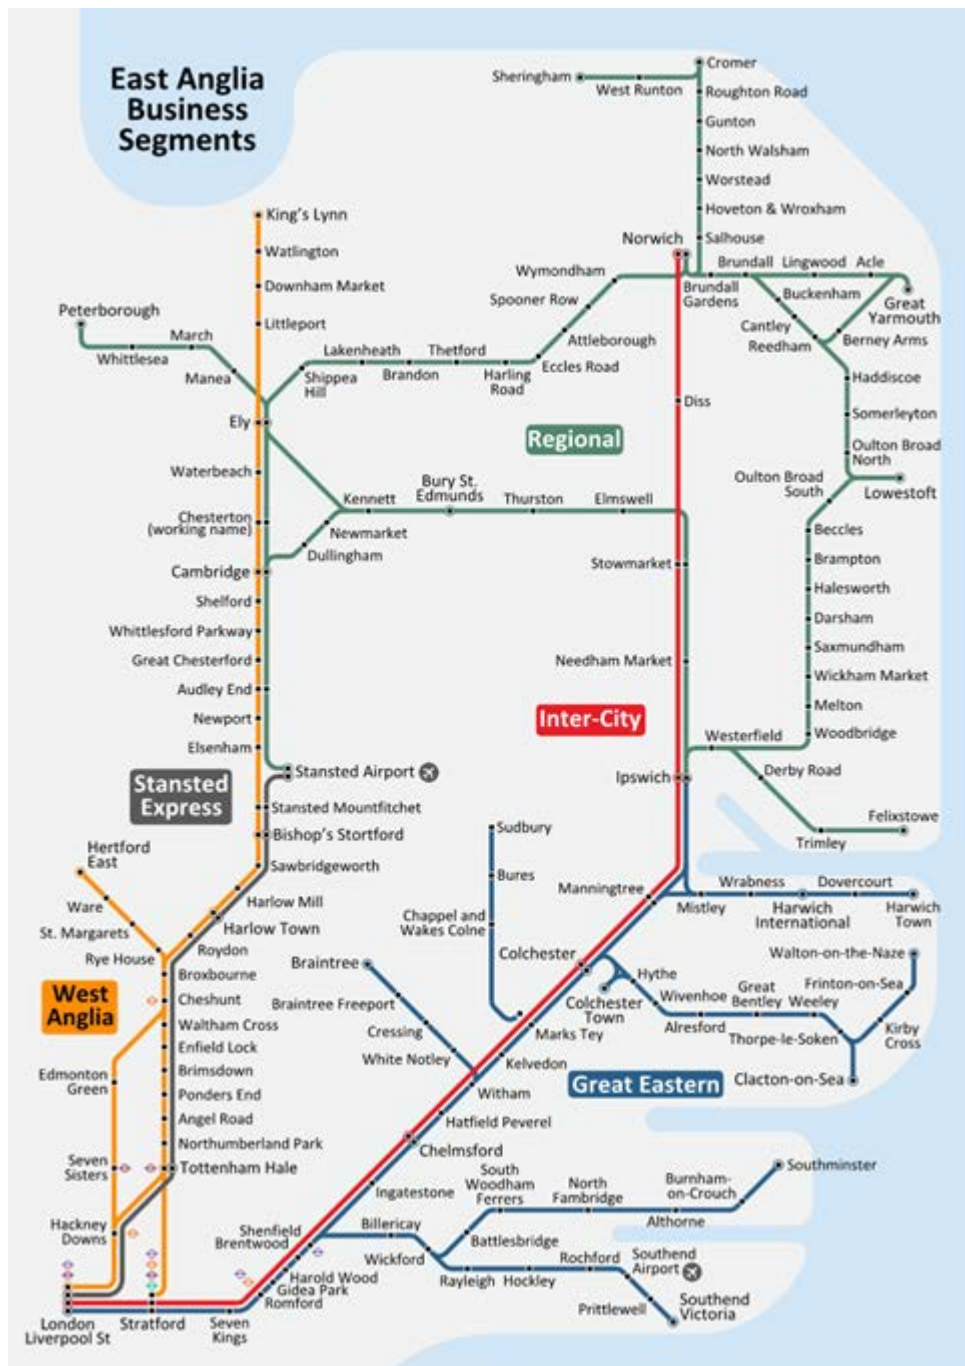 East Anglia
Business
Segments
Cromer
Sheringham
West Runton
Roughton Road
Gunton
North Walsham
Worstead
Hoveton & Wroxham
Salhouse
Norwich
Brundall
Lingwood
Acle
Brundall
Gardens
Buckenham
Great
Yarmouth
Cantley
Reedham
Berney Arms
Haddiscoe
Somerleyton
Oulton Broad
North
Oulton Broad
South
Lowestoft
Beccles
Brampton
Halesworth
Darsham
Saxmundham
Wickham Market
Melton
Woodbridge
Westerfield
Derby Road
Felixstowe
Trimley
King's Lynn
Watlington
Downham Market
Littleport
Peterborough
Whittlesea
March
Manea
Ely
Shippea
Hill
Lakenheath
Brandon
Thetford
Harling
Road
Eccles Road
Attleborough
Spooner Row
Wymondham
Diss
Regional
Waterbeach
Chesterton
(working name)
Cambridge
Kennett
Newmarket
Dullingham
Bury St.
Edmunds
Thurston
Elmswell
Stowmarket
Needham Market
Inter-City
Ipswich
Shelford
Whittlesford Parkway
Great Chesterford
Audley End
Newport
Elsenham
Stansted Airport
Stansted
Express
Stansted Mountfitchet
Bishop's Stortford
Sawbridgeworth
Harlow Mill
Harlow Town
Roydon
Hertford
East
Ware
St. Margarets
Rye House
Broxbourne
Cheshunt
West
Anglia
Waltham Cross
Enfield Lock
Brimsdown
Ponders End
Angel Road
Northumberland Park
Tottenham Hale
Edmonton
Green
Seven
Sisters
Hackney
Downs
London
Liverpool St
Stratford
Seven
Kings
Romford
Gidea Park
Harold Wood
Brentwood
Shenfield
Ingatestone
Chelmsford
Hatfield Peverel
Witham
Kelvedon
Marks Tey
Colchester
Manningtree
Sudbury
Bures
Chappel and
Wakes Colne
Braintree
Braintree Freeport
Cressing
White Notley
Mistley
Wrabness
Harwich
International
Dovercourt
Harwich
Town
Colchester
Town
Hythe
Wivenhoe
Alresford
Great
Bentley
Weeley
Thorpe-le-Soken
Walton-on-the-Naze
Frinton-on-Sea
Kirby
Cross
Clacton-on-Sea
Great Eastern
Billericay
Wickford
Battlesbridge
South
Woodham
Ferrers
North
Fambridge
Althorne
Burnham-
on-Crouch
Southminster
Rayleigh
Hockley
Rochford
Southend
Airport
Prittlewell
Southend
Victoria